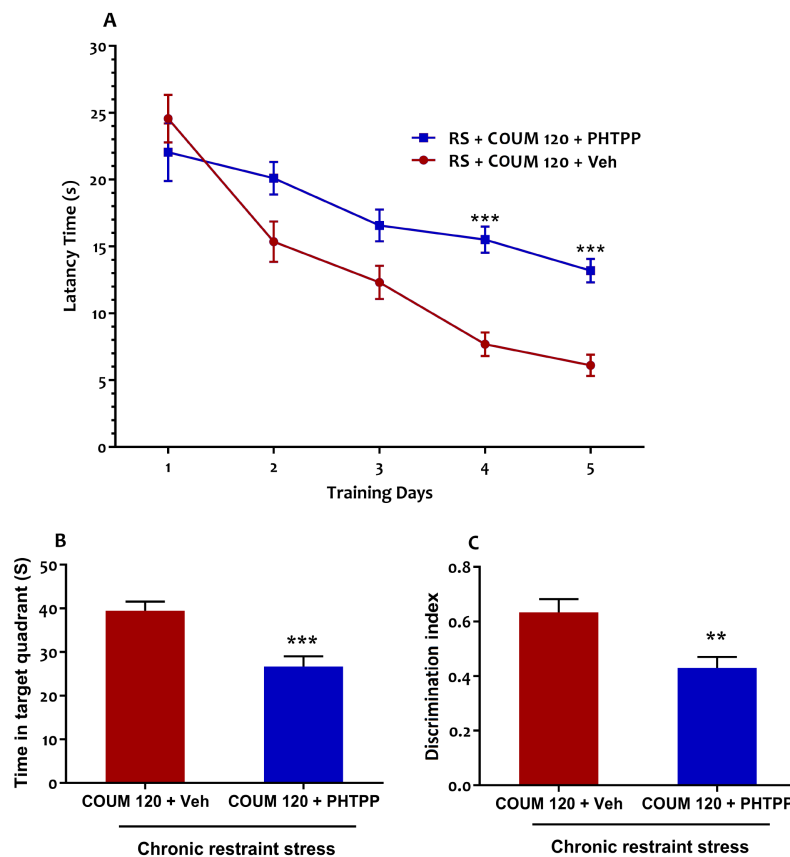 A
30
25
20
15
10
5
0
Latancy Time (s)
RS + COUM 120 + PHTPP
RS + COUM 120 + Veh
***
***
1 2 3 4 5
Training Days
B
50
40
30
20
10
0
Time in target quadrant (S)
***
COUM 120 + Veh COUM 120 + PHTPP
Chronic restraint stress
C
0.8
0.6
0.4
0.2
0.0
Discrimination index
**
COUM 120 + Veh COUM 120 + PHTPP
Chronic restraint stress